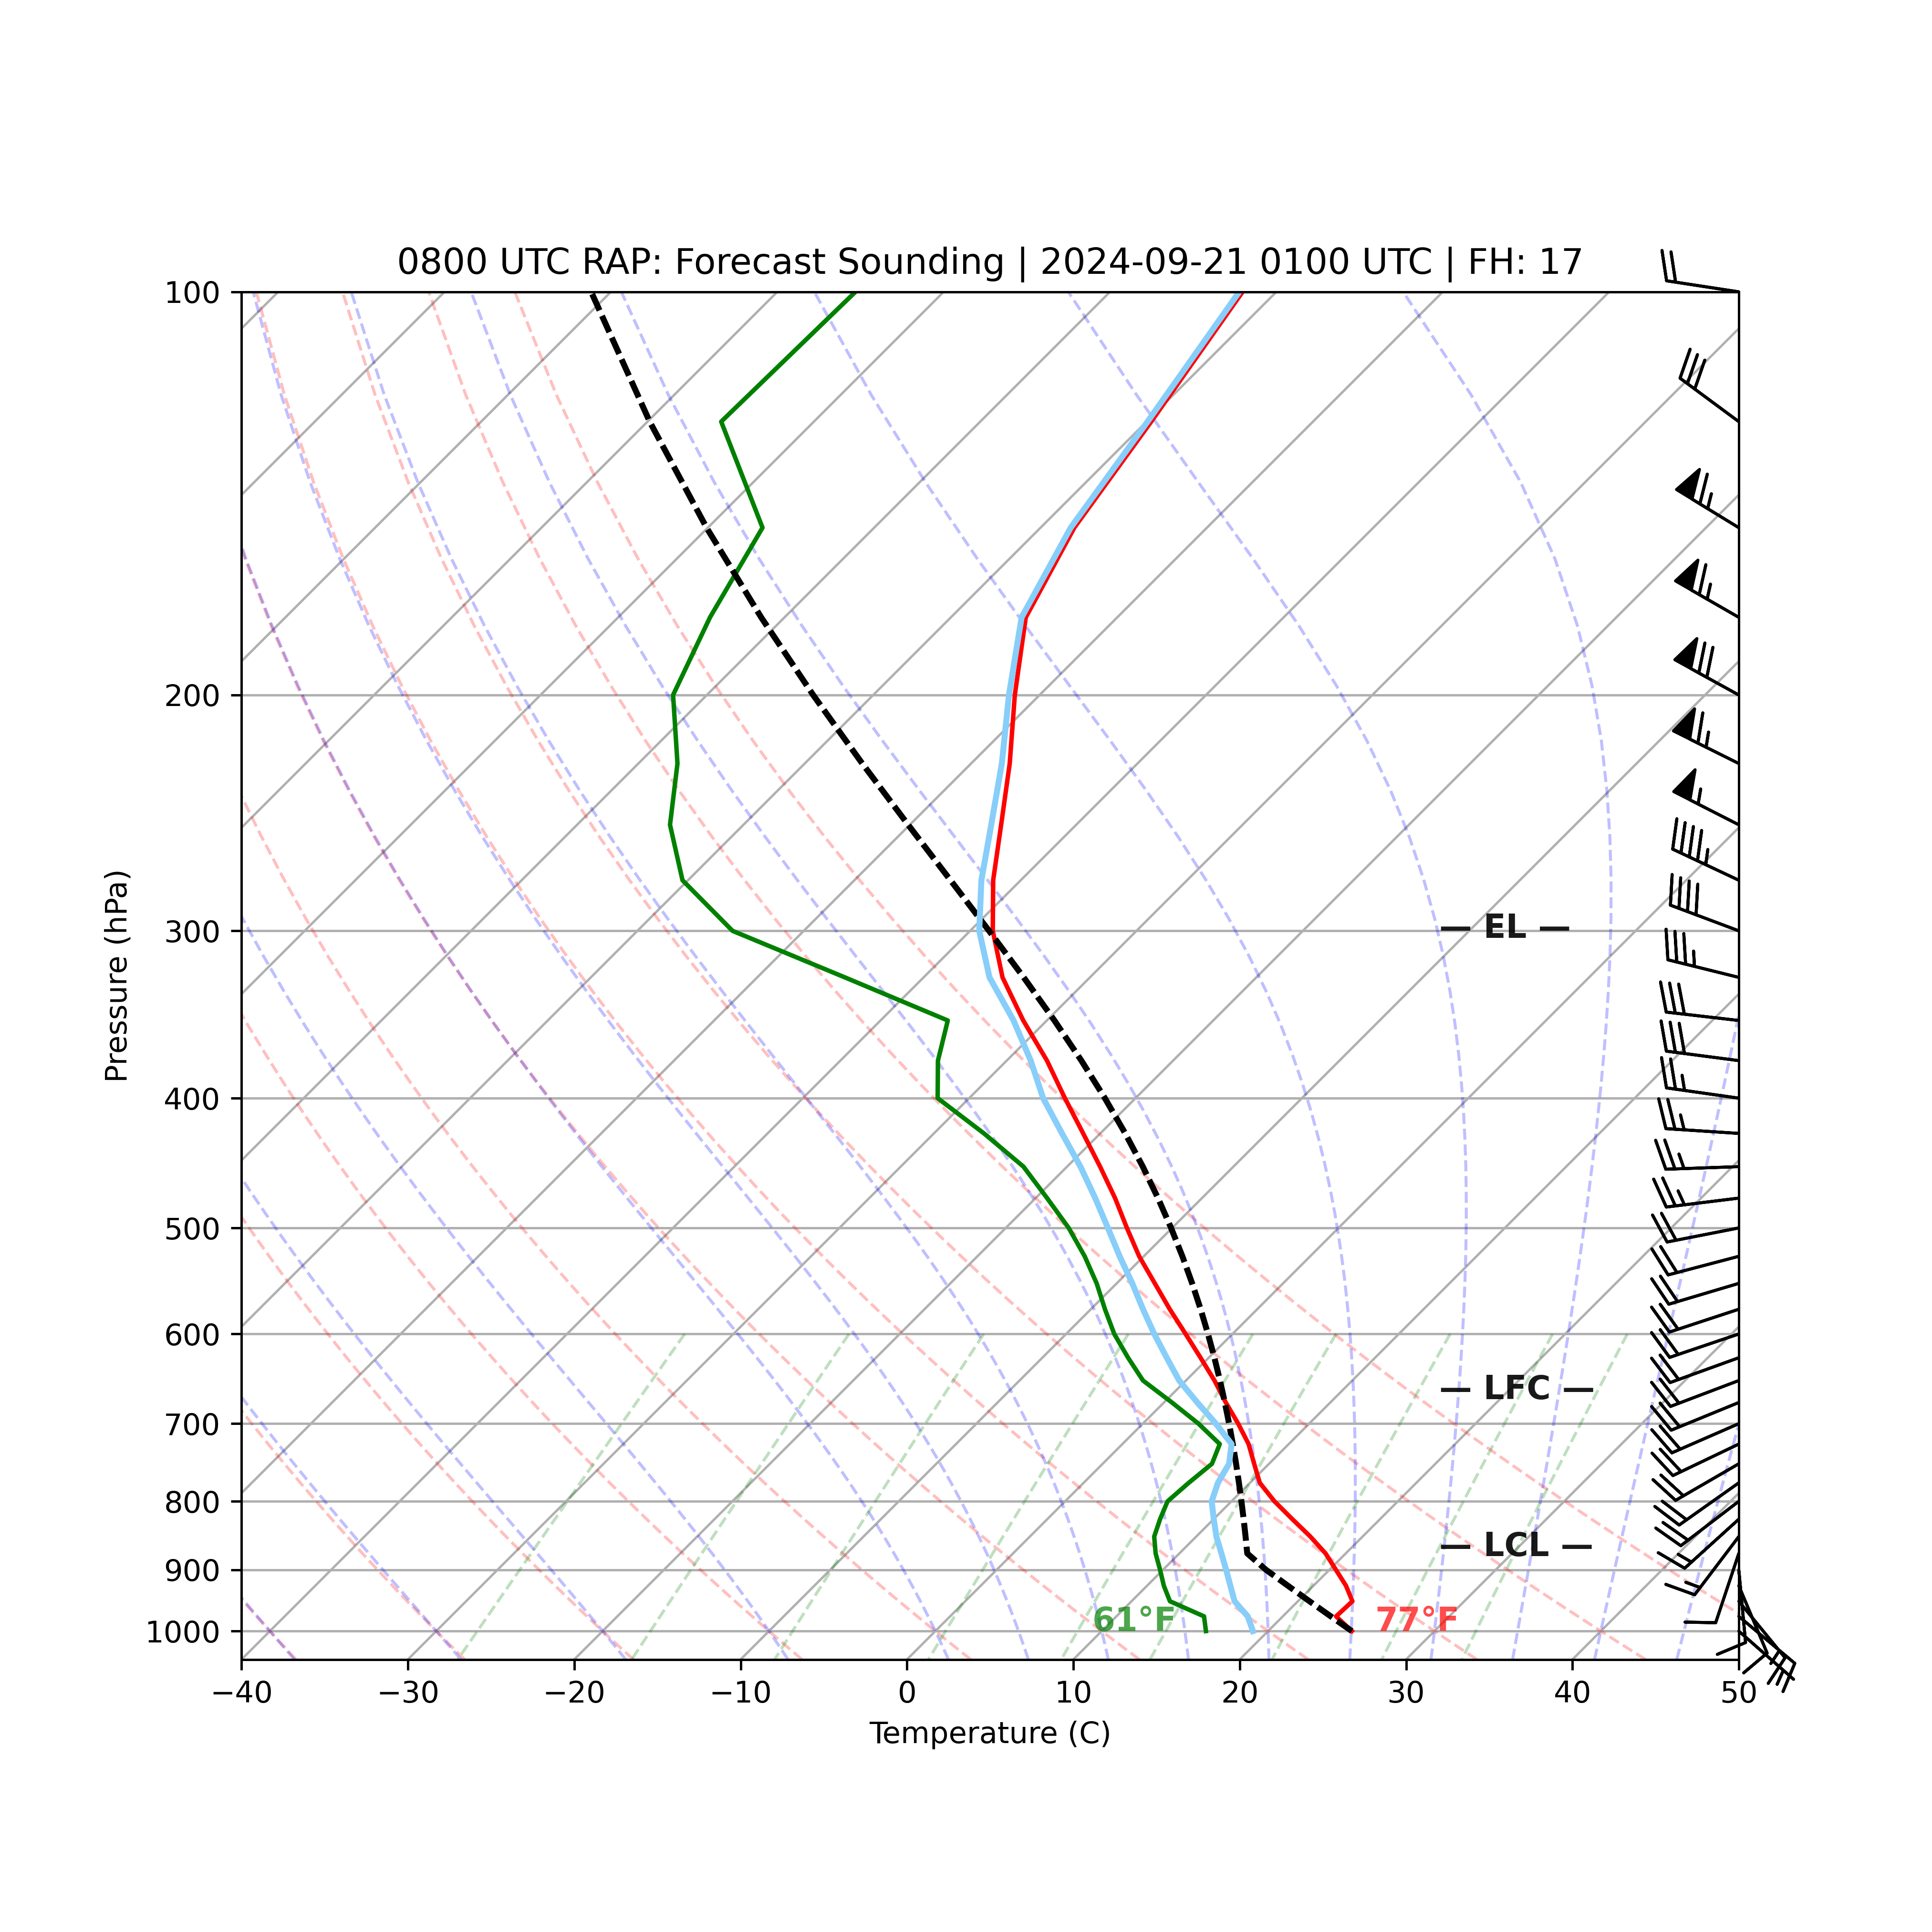 0800 UTC RAP: Forecast Sounding | 2024-09-21 0100 UTC | FH: 17
100
200
300
400
500
600
700
800
900
1000
Pressure (hPa)
— EL —
— LFC —
— LCL —
61°F
77°F
−40 −30 −20 −10 0 10 20 30 40 50
Temperature (C)